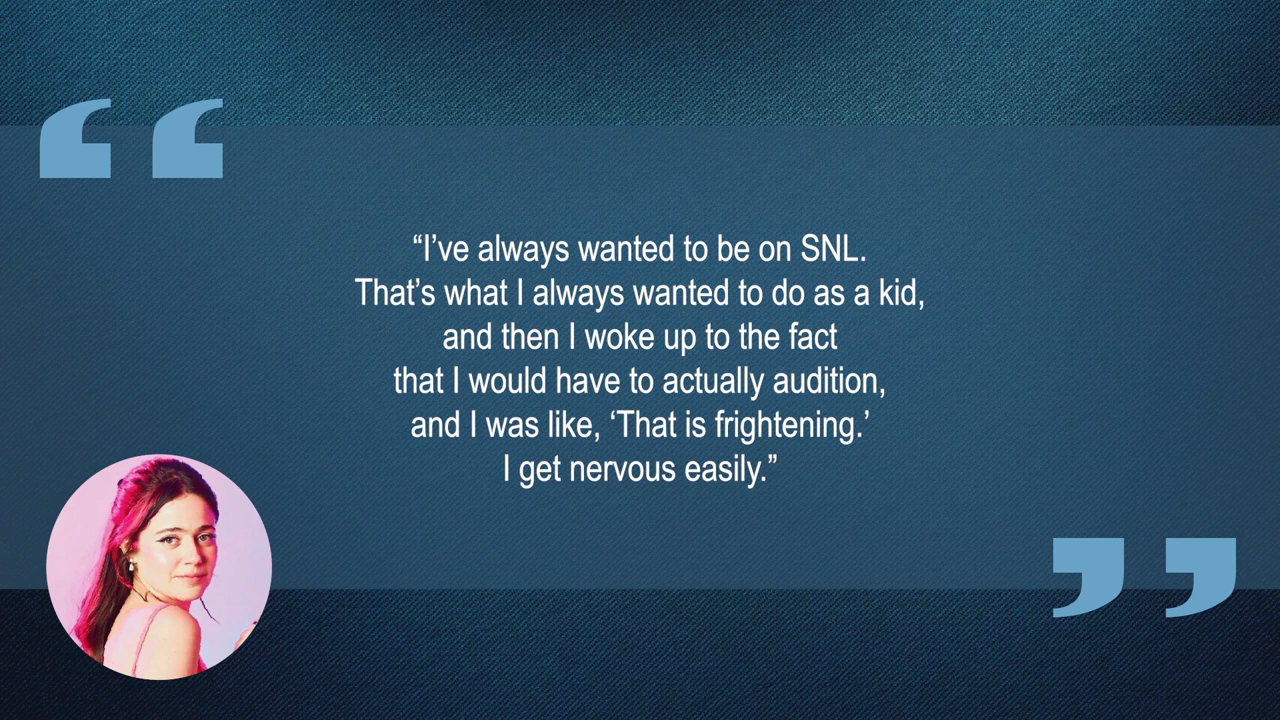 “I’ve always wanted to be on SNL.
That’s what I always wanted to do as a kid,
and then I woke up to the fact
that I would have to actually audition,
and I was like, ‘That is frightening.’
I get nervous easily.”